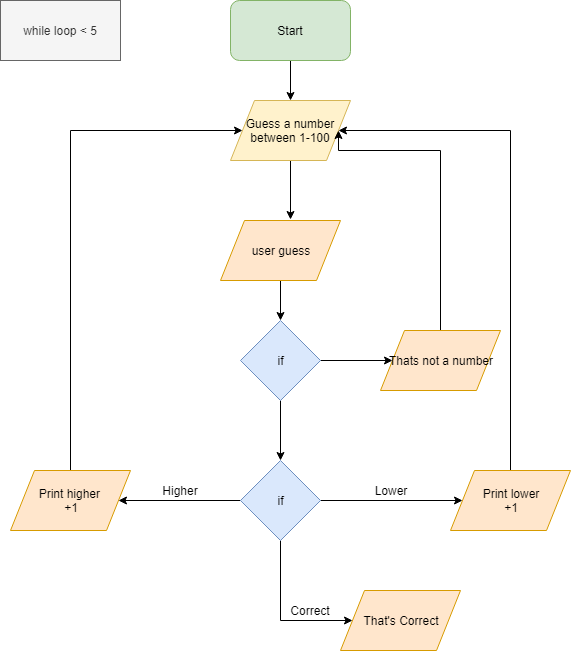 while loop < 5
Start
Guess a number
between 1-100
user guess
if
Thats not a number
Print higher
+1
Higher
if
Lower
Print lower
+1
Correct
That's Correct